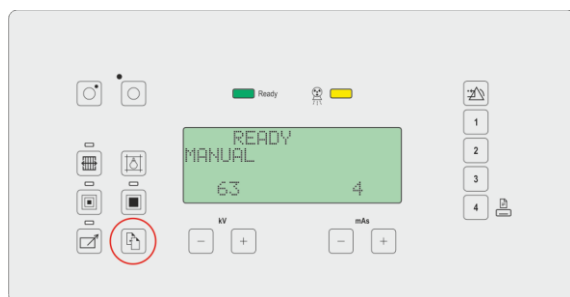 Ready
READY
MANUAL
63 4
kV mAs
- + - +
1
2
3
4